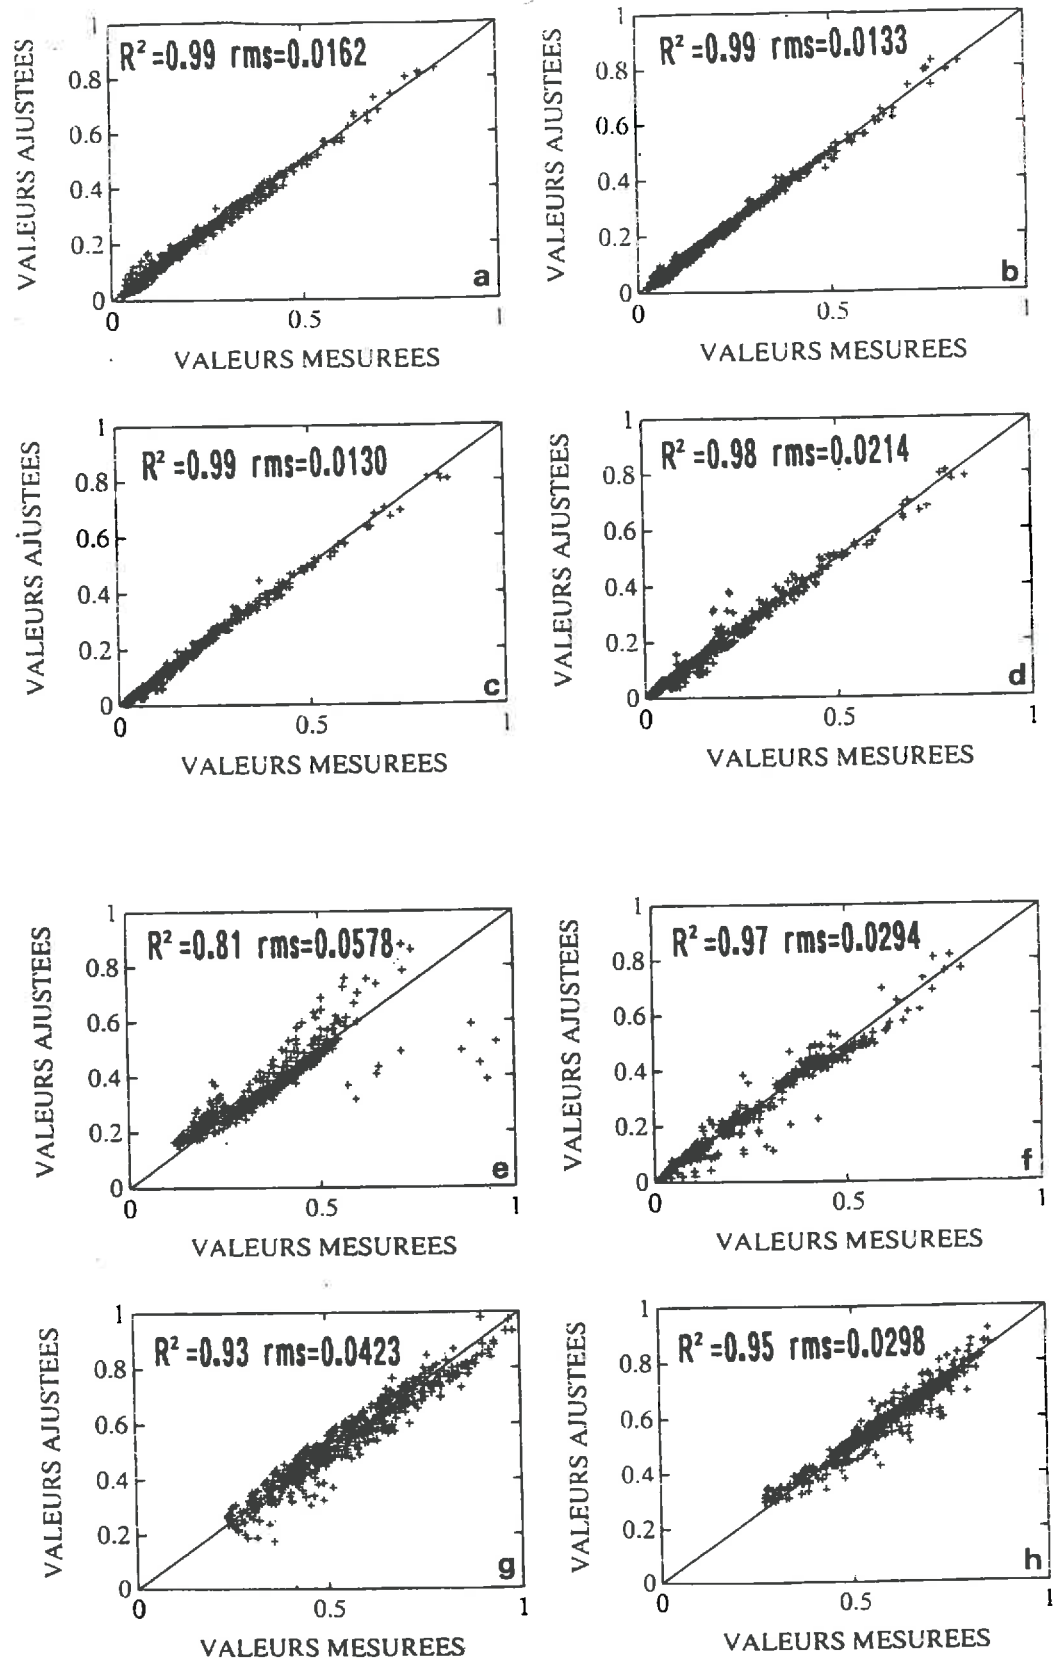 R² =0.99 rms=0.0162
1
0.8
0.6
0.4
0.2
0
0
0.5
1
a
VALEURS AJUSTEES
VALEURS MESUREES
R² =0.99 rms=0.0133
1
0.8
0.6
0.4
0.2
0
0
0.5
1
b
VALEURS AJUSTEES
VALEURS MESUREES
R² =0.99 rms=0.0130
1
0.8
0.6
0.4
0.2
0
0
0.5
1
c
VALEURS AJUSTEES
VALEURS MESUREES
R² =0.98 rms=0.0214
1
0.8
0.6
0.4
0.2
0
0
0.5
1
d
VALEURS AJUSTEES
VALEURS MESUREES
R² =0.81 rms=0.0578
1
0.8
0.6
0.4
0.2
0
0
0.5
1
e
VALEURS AJUSTEES
VALEURS MESUREES
R² =0.97 rms=0.0294
1
0.8
0.6
0.4
0.2
0
0
0.5
1
f
VALEURS AJUSTEES
VALEURS MESUREES
R² =0.93 rms=0.0423
1
0.8
0.6
0.4
0.2
0
0
0.5
1
g
VALEURS AJUSTEES
VALEURS MESUREES
R² =0.95 rms=0.0298
1
0.8
0.6
0.4
0.2
0
0
0.5
1
h
VALEURS AJUSTEES
VALEURS MESUREES